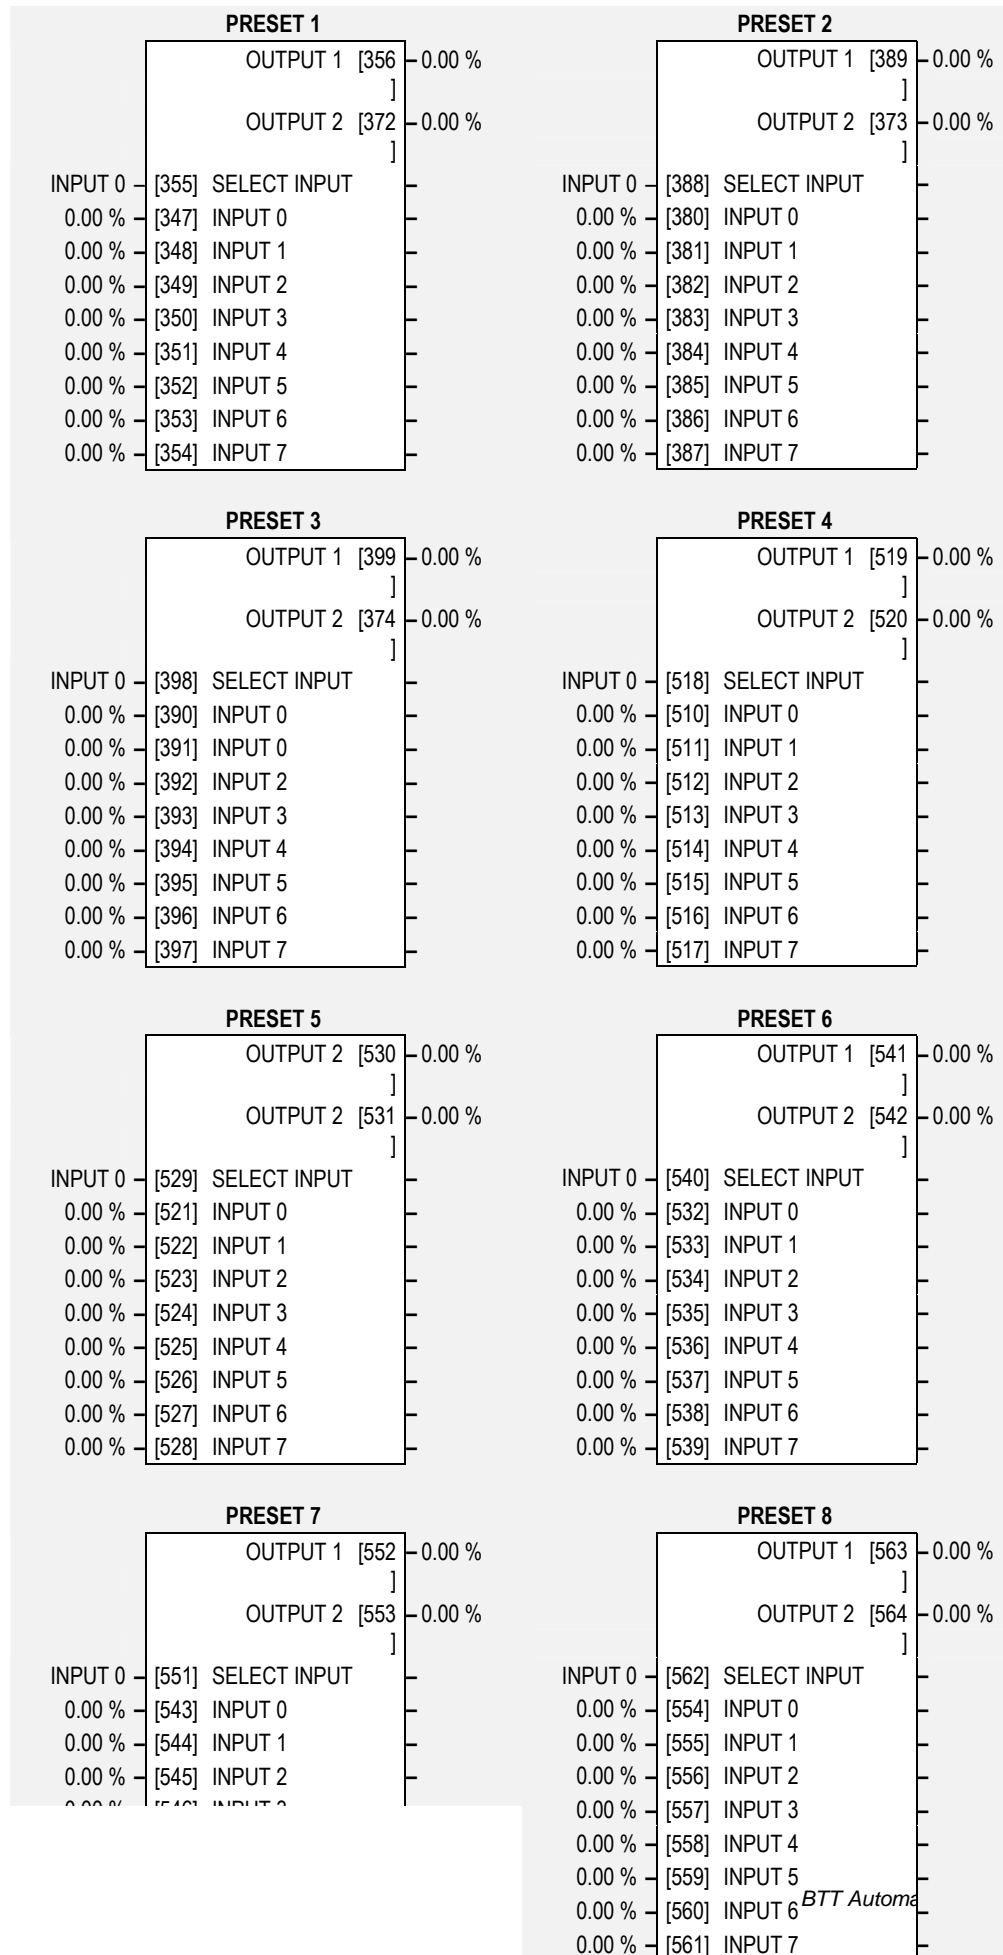 PRESET 1
OUTPUT 1 [356 – 0.00 %
]
OUTPUT 2 [372 – 0.00 %
]
INPUT 0 – [355] SELECT INPUT –
0.00 % – [347] INPUT 0 –
0.00 % – [348] INPUT 1 –
0.00 % – [349] INPUT 2 –
0.00 % – [350] INPUT 3 –
0.00 % – [351] INPUT 4 –
0.00 % – [352] INPUT 5 –
0.00 % – [353] INPUT 6 –
0.00 % – [354] INPUT 7 –
PRESET 2
OUTPUT 1 [389 – 0.00 %
]
OUTPUT 2 [373 – 0.00 %
]
INPUT 0 – [388] SELECT INPUT –
0.00 % – [380] INPUT 0 –
0.00 % – [381] INPUT 1 –
0.00 % – [382] INPUT 2 –
0.00 % – [383] INPUT 3 –
0.00 % – [384] INPUT 4 –
0.00 % – [385] INPUT 5 –
0.00 % – [386] INPUT 6 –
0.00 % – [387] INPUT 7 –
PRESET 3
OUTPUT 1 [399 – 0.00 %
]
OUTPUT 2 [374 – 0.00 %
]
INPUT 0 – [398] SELECT INPUT –
0.00 % – [390] INPUT 0 –
0.00 % – [391] INPUT 0 –
0.00 % – [392] INPUT 2 –
0.00 % – [393] INPUT 3 –
0.00 % – [394] INPUT 4 –
0.00 % – [395] INPUT 5 –
0.00 % – [396] INPUT 6 –
0.00 % – [397] INPUT 7 –
PRESET 4
OUTPUT 1 [519 – 0.00 %
]
OUTPUT 2 [520 – 0.00 %
]
INPUT 0 – [518] SELECT INPUT –
0.00 % – [510] INPUT 0 –
0.00 % – [511] INPUT 1 –
0.00 % – [512] INPUT 2 –
0.00 % – [513] INPUT 3 –
0.00 % – [514] INPUT 4 –
0.00 % – [515] INPUT 5 –
0.00 % – [516] INPUT 6 –
0.00 % – [517] INPUT 7 –
PRESET 5
OUTPUT 2 [530 – 0.00 %
]
OUTPUT 2 [531 – 0.00 %
]
INPUT 0 – [529] SELECT INPUT –
0.00 % – [521] INPUT 0 –
0.00 % – [522] INPUT 1 –
0.00 % – [523] INPUT 2 –
0.00 % – [524] INPUT 3 –
0.00 % – [525] INPUT 4 –
0.00 % – [526] INPUT 5 –
0.00 % – [527] INPUT 6 –
0.00 % – [528] INPUT 7 –
PRESET 6
OUTPUT 1 [541 – 0.00 %
]
OUTPUT 2 [542 – 0.00 %
]
INPUT 0 – [540] SELECT INPUT –
0.00 % – [532] INPUT 0 –
0.00 % – [533] INPUT 1 –
0.00 % – [534] INPUT 2 –
0.00 % – [535] INPUT 3 –
0.00 % – [536] INPUT 4 –
0.00 % – [537] INPUT 5 –
0.00 % – [538] INPUT 6 –
0.00 % – [539] INPUT 7 –
PRESET 7
OUTPUT 1 [552 – 0.00 %
]
OUTPUT 2 [553 – 0.00 %
]
INPUT 0 – [551] SELECT INPUT –
0.00 % – [543] INPUT 0 –
0.00 % – [544] INPUT 1 –
0.00 % – [545] INPUT 2 –
PRESET 8
OUTPUT 1 [563 – 0.00 %
]
OUTPUT 2 [564 – 0.00 %
]
INPUT 0 – [562] SELECT INPUT –
0.00 % – [554] INPUT 0 –
0.00 % – [555] INPUT 1 –
0.00 % – [556] INPUT 2 –
0.00 % – [557] INPUT 3 –
0.00 % – [558] INPUT 4 –
0.00 % – [559] INPUT 5 –
0.00 % – [560] INPUT 6 –
BTT Automa
0.00 % – [561] INPUT 7 –